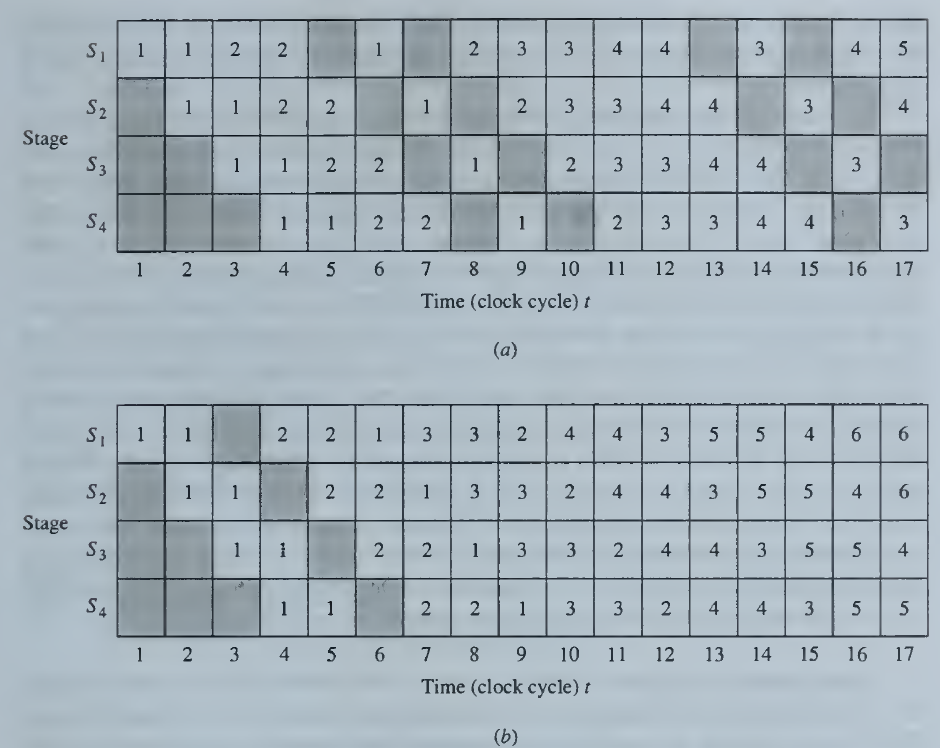 S1 1 1 2 2 1 2 3 3 4 4 3 4 5
S2 1 1 2 2 1 2 3 3 4 4 3 4
Stage
S3 1 1 2 2 1 2 3 3 4 4 3
S4 1 1 2 2 1 2 3 3 4 4 3
1 2 3 4 5 6 7 8 9 10 11 12 13 14 15 16 17
Time (clock cycle) t
(a)
S1 1 1 2 2 1 3 3 2 4 4 3 5 5 4 6 6
S2 1 1 2 2 1 3 3 2 4 4 3 5 5 4 6
Stage
S3 1 1 2 2 1 3 3 2 4 4 3 5 5 4
S4 1 1 2 2 1 3 3 2 4 4 3 5 5
1 2 3 4 5 6 7 8 9 10 11 12 13 14 15 16 17
Time (clock cycle) t
(b)